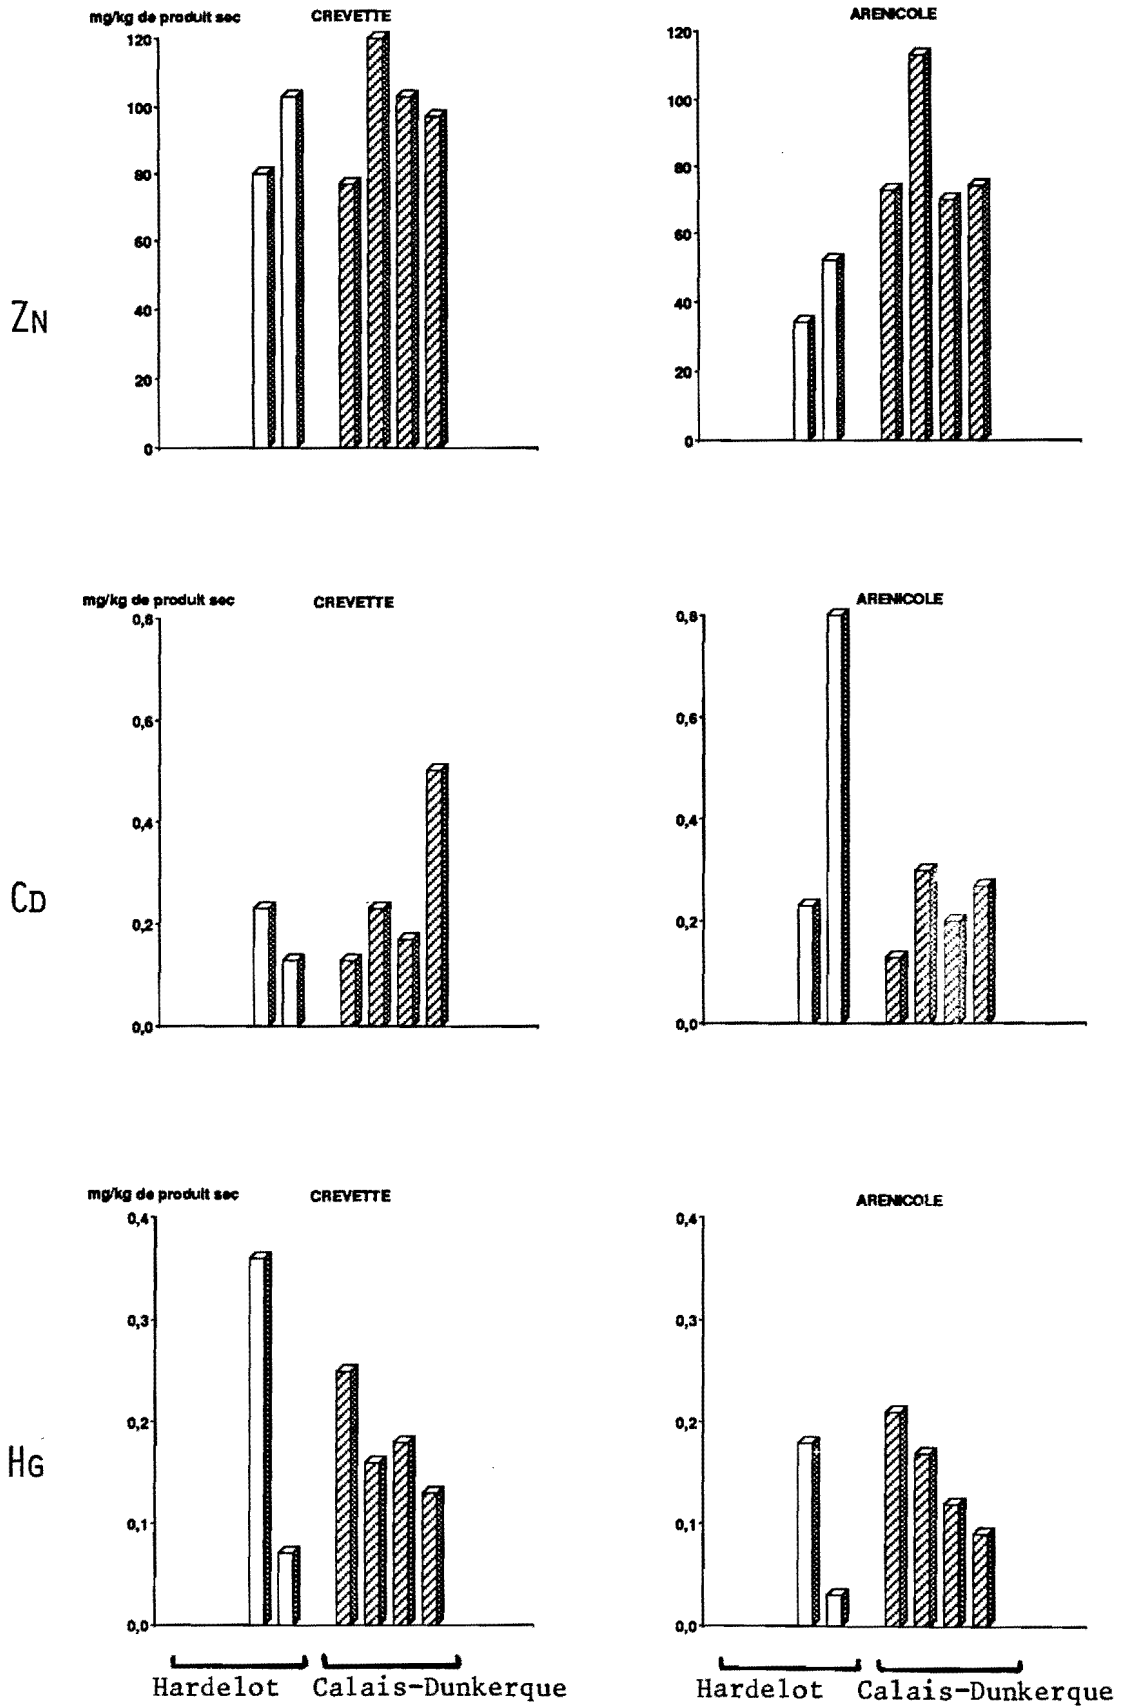 mg/kg de produit sec CREVETTE ARENICOLE
120 120
100 100
80 80
60 60
ZN
40 40
20 20
0 0
mg/kg de produit sec CREVETTE ARENICOLE
0,8 0,8
0,6 0,6
0,4 0,4
CD
0,2 0,2
0,0 0,0
mg/kg de produit sec CREVETTE ARENICOLE
0,4 0,4
0,3 0,3
0,2 0,2
HG
0,1 0,1
0,0 0,0
Hardelot Calais-Dunkerque Hardelot Calais-Dunkerque